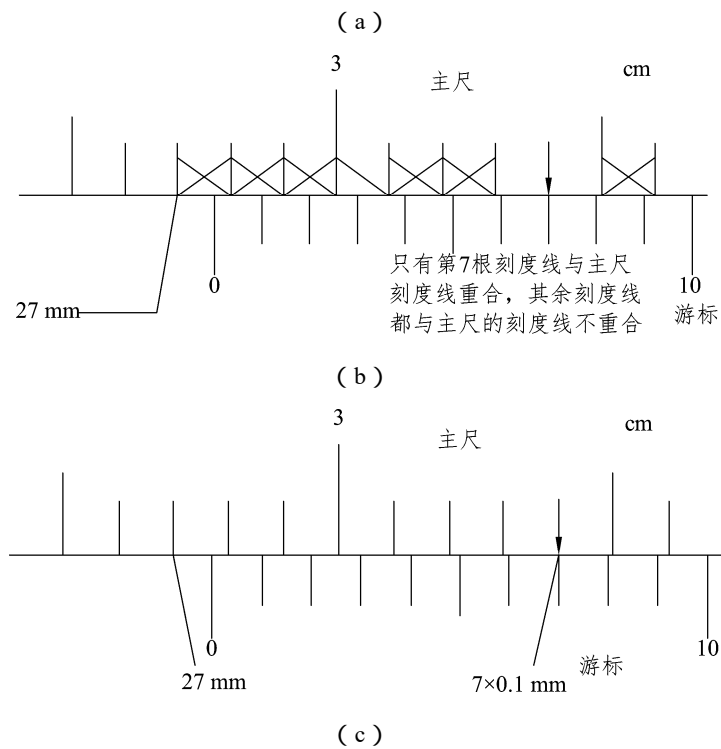 (a)
3
主尺
cm
0
只有第7根刻度线与主尺
刻度线重合，其余刻度线
都与主尺的刻度线不重合
10
27 mm
游标
(b)
3
主尺
cm
0
10
27 mm
7×0.1 mm
游标
(c)